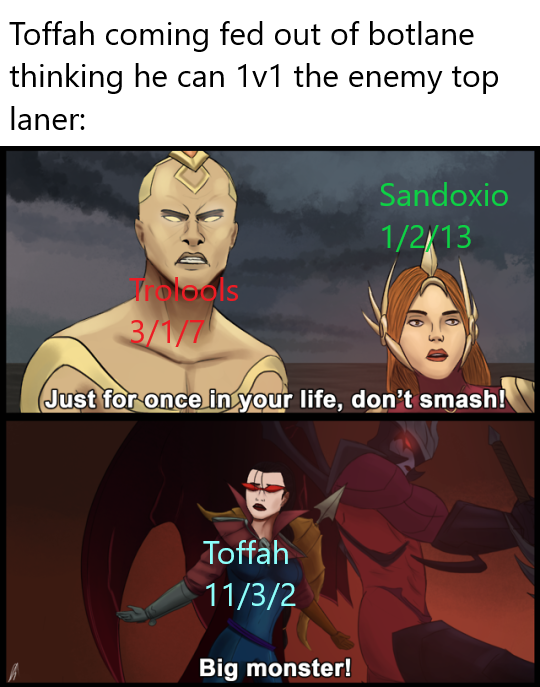 Toffah coming fed out of botlane
thinking he can 1v1 the enemy top
laner:
Sandoxio
1/2/13
Trolools
3/1/7
Just for once in your life, don't smash!
Toffah
11/3/2
Big monster!